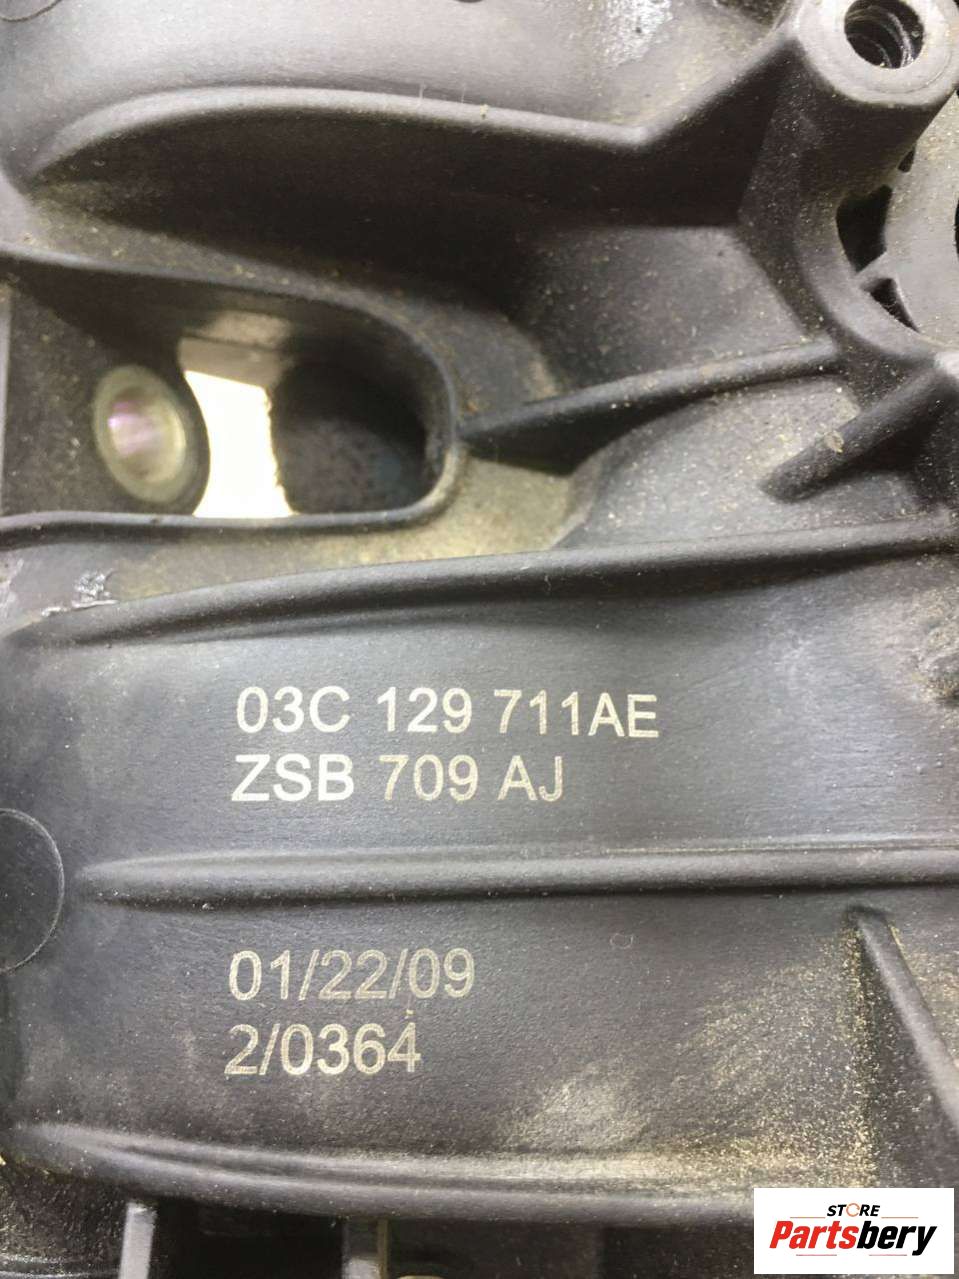 03C 129 711AE
ZSB 709 AJ
01/22/09
2/0364
STORE
Partsbery